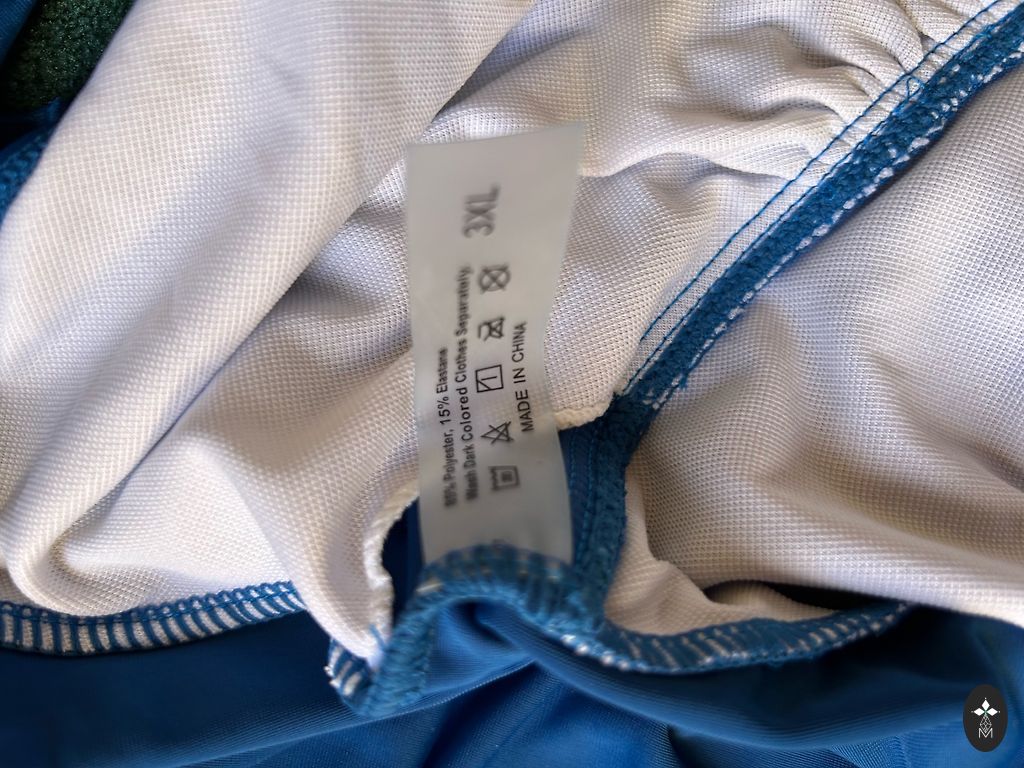 3XL
85% Polyester, 15% Elastane
Wash Dark Colored Clothes Separately.
MADE IN CHINA
M